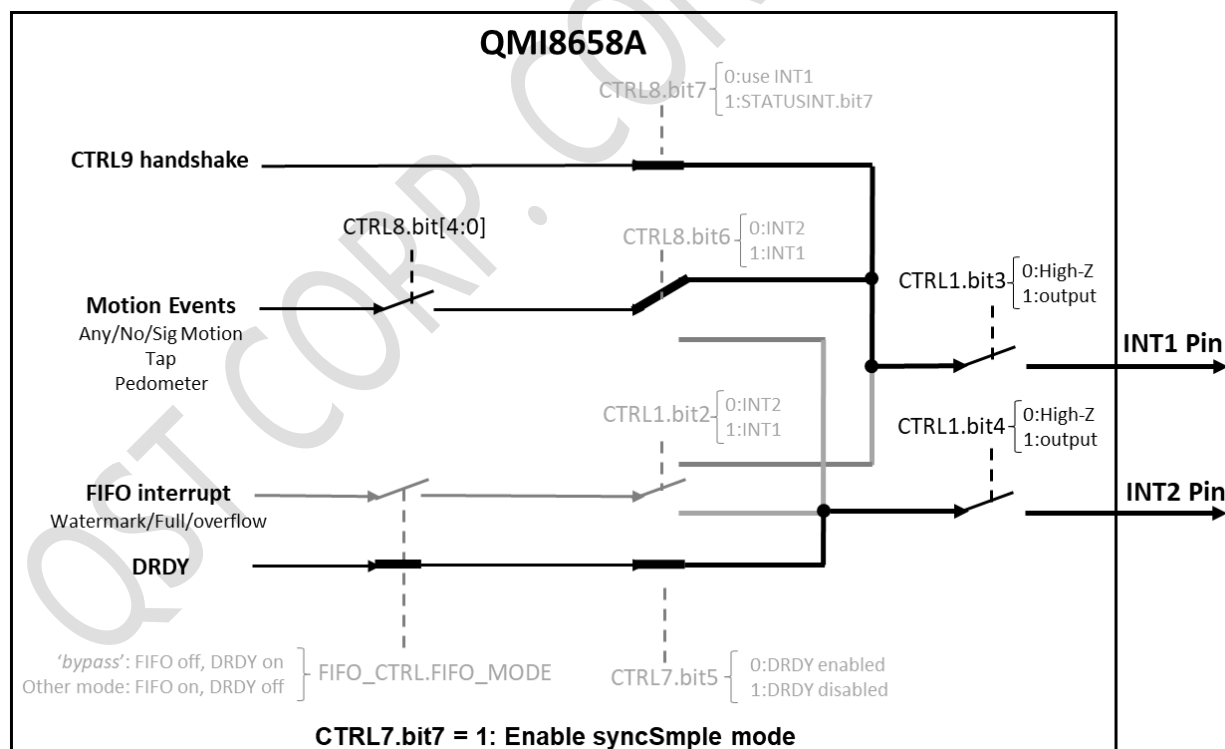 QMI8658A
CTRL8.bit7
0:use INT1
1:STATUSINT.bit7
CTRL9 handshake
CTRL8.bit[4:0]
CTRL8.bit6
0:INT2
1:INT1
Motion Events
Any/No/Sig Motion
Tap
Pedometer
CTRL1.bit3
0:High-Z
1:output
INT1 Pin
CTRL1.bit2
0:INT2
1:INT1
CTRL1.bit4
0:High-Z
1:output
INT2 Pin
FIFO interrupt
Watermark/Full/overflow
DRDY
'bypass': FIFO off, DRDY on
Other mode: FIFO on, DRDY off
FIFO_CTRL.FIFO_MODE
CTRL7.bit5
0:DRDY enabled
1:DRDY disabled
CTRL7.bit7 = 1: Enable syncSmple mode
QST CORP. CON